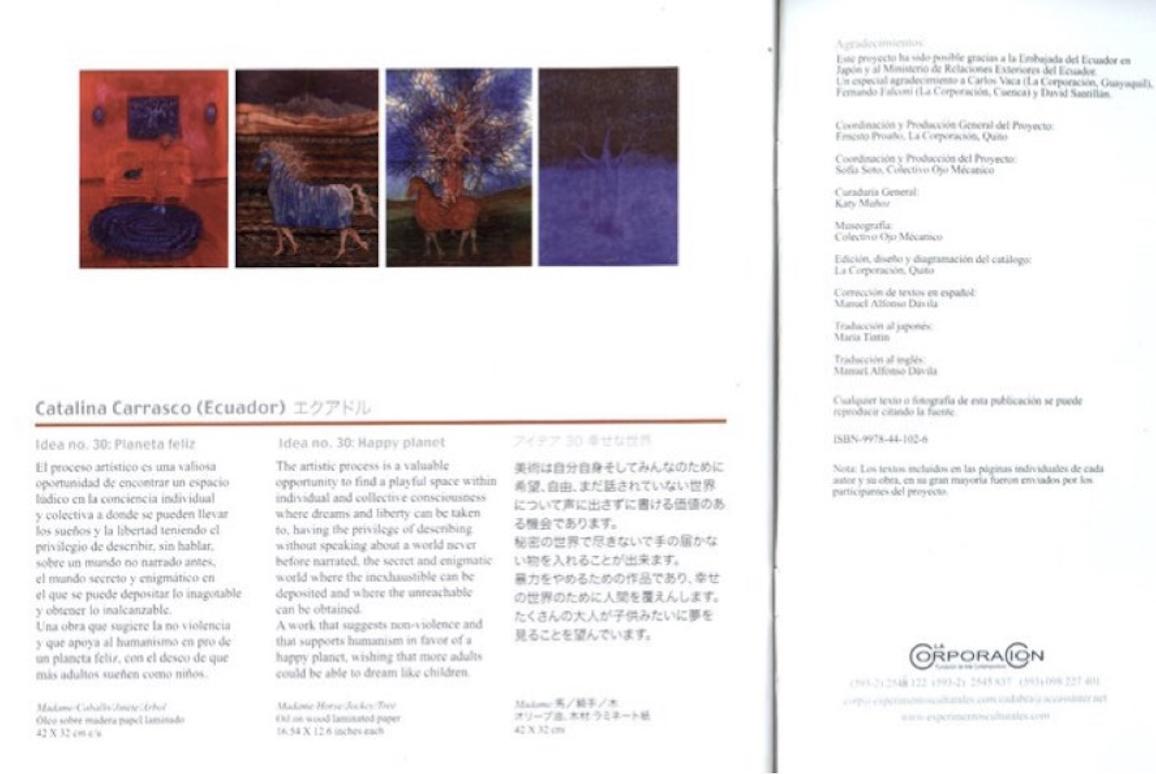 Catalina Carrasco (Ecuador) エクアドル
Idea no. 30: Planeta feliz
El proceso artístico es una valiosa
oportunidad de encontrar un espacio
lúdico en la conciencia individual
y colectiva a donde se pueden llevar
los sueños y la libertad teniendo el
privilegio de describir, sin hablar,
sobre un mundo no narrado antes,
el mundo secreto y enigmático en
el que se puede depositar lo inagotable
y obtener lo inalcanzable.
Una obra que sugiere la no violencia
y que apoya al humanismo en pro de
un planeta feliz, con el deseo de que
más adultos sueñen como niños.
Madame/Caballo/Jinete/Arbol
Óleo sobre madera papel laminado
42 X 32 cm c/u
Idea no. 30: Happy planet
The artistic process is a valuable
opportunity to find a playful space within
individual and collective consciousness
where dreams and liberty can be taken
to, having the privilege of describing
without speaking about a world never
before narrated, the secret and enigmatic
world where the inexhaustible can be
deposited and where the unreachable
can be obtained.
A work that suggests non-violence and
that supports humanism in favor of a
happy planet, wishing that more adults
could be able to dream like children.
Madame/Horse/Jockey/Tree
Oil on wood laminated paper
16.54 X 12.6 inches each
アイデア 30 幸せな世界
美術は自分自身そしてみんなのために
希望、自由、まだ話されていない世界
について声に出さずに書ける価値のあ
る機会であります。
秘密の世界で尽きないで手の届かな
い物を入れることが出来ます。
暴力をやめるための作品であり、幸せ
の世界のために人間を覆えんします。
たくさんの大人が子供みたいに夢を
見ることを望んでいます。
Madame/馬/騎手/木
オリーブ油、木材 ラミネート紙
42 X 32 cm
Agradecimientos:
Este proyecto ha sido posible gracias a la Embajada del Ecuador en
Japón y al Ministerio de Relaciones Exteriores del Ecuador.
Un especial agradecimiento a Carlos Vaca (La Corporación, Guayaquil),
Fernando Falconí (La Corporación, Cuenca) y David Santillán.
Coordinación y Producción General del Proyecto:
Ernesto Proaño, La Corporación, Quito
Coordinación y Producción del Proyecto:
Sofía Soto, Colectivo Ojo Mécanico
Curaduría General:
Katy Muñoz
Museografía:
Colectivo Ojo Mécanico
Edición, diseño y diagramación del catálogo:
La Corporación, Quito
Corrección de textos en español:
Manuel Alfonso Dávila
Traducción al japonés:
María Tintín
Traducción al inglés:
Manuel Alfonso Dávila
Cualquier texto o fotografía de esta publicación se puede
reproducir citando la fuente.
ISBN-9978-44-102-6
Nota: Los textos incluidos en las páginas individuales de cada
autor y su obra, en su gran mayoría fueron enviados por los
participantes del proyecto.
LA
CORPORACION
(593-2) 2545 837 (593) 098 227 401
www.experimentosculturales.com